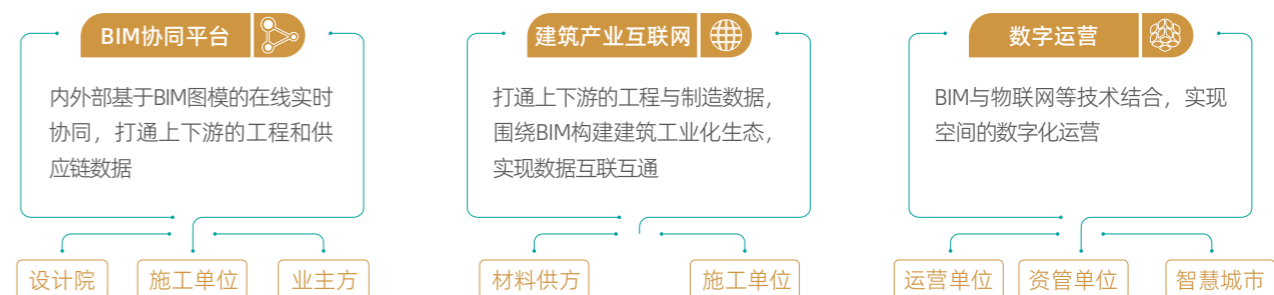 BIM协同平台
内外部基于BIM图模的在线实时
协同，打通上下游的工程和供
应链数据
设计院
施工单位
业主方
建筑产业互联网
打通上下游的工程与制造数据，
围绕BIM构建建筑工业化生态，
实现数据互联互通
材料供方
施工单位
数字运营
BIM与物联网等技术结合，实现
空间的数字化运营
运营单位
资管单位
智慧城市